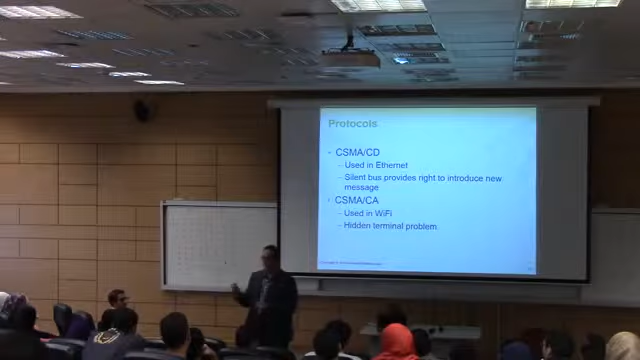 Protocols
- CSMA/CD
– Used in Ethernet
– Silent bus provides right to introduce new
message
- CSMA/CA
– Used in WiFi
– Hidden terminal problem